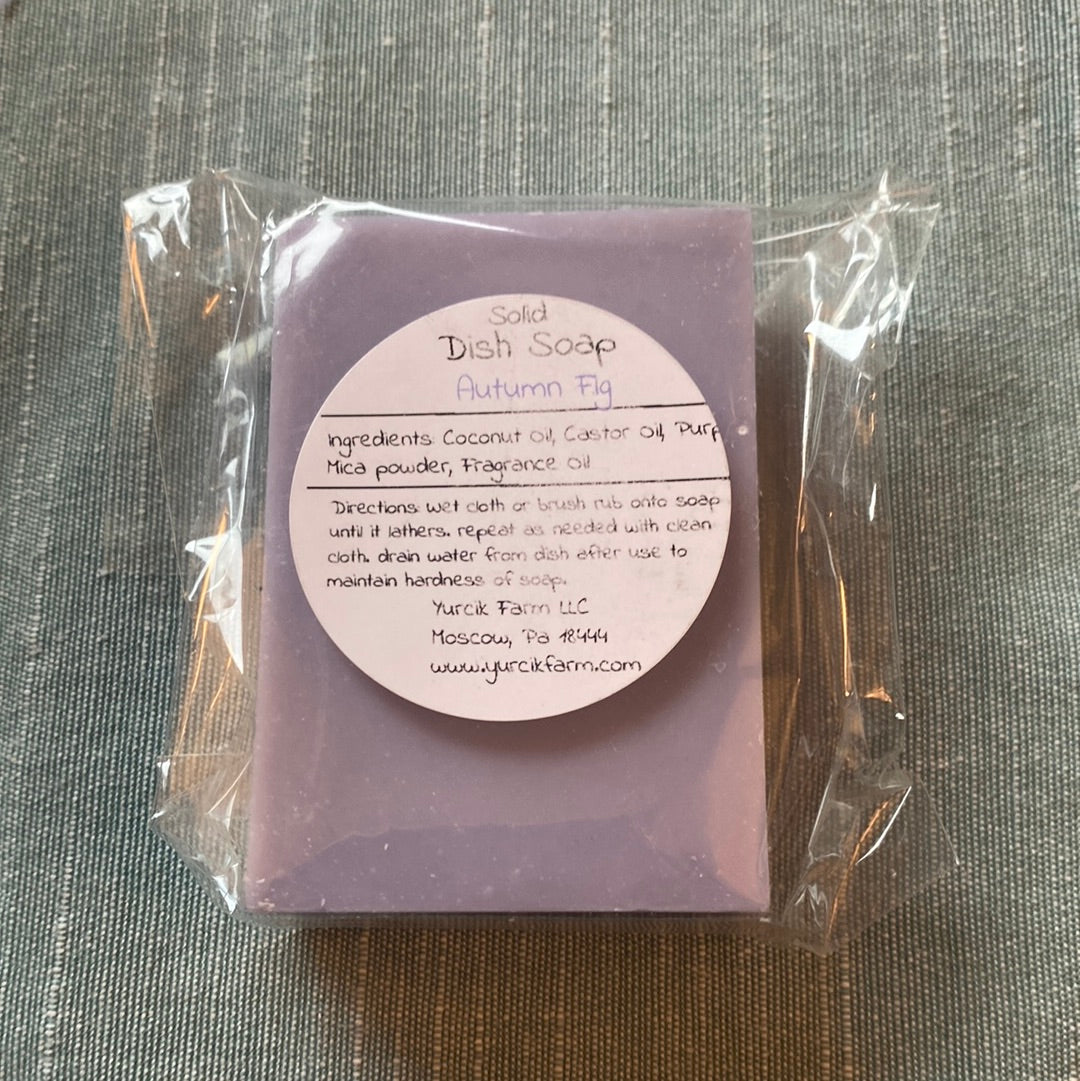 Solid
Dish Soap
Autumn Fig
Ingredients: Coconut oil, Castor oil, Purp
Mica powder, Fragrance oil
Directions: wet cloth or brush rub onto soap
until it lathers. repeat as needed with clean
cloth. drain water from dish after use to
maintain hardness of soap.
Yurcik Farm LLC
Moscow, Pa 18444
www.yurcikfarm.com